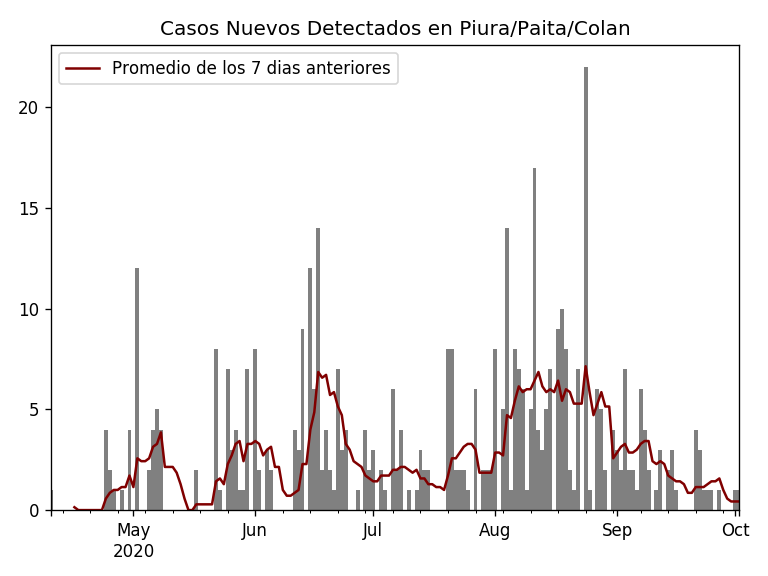 Casos Nuevos Detectados en Piura/Paita/Colan
Promedio de los 7 dias anteriores
20
15
10
5
0
May Jun Jul Aug Sep Oct
2020